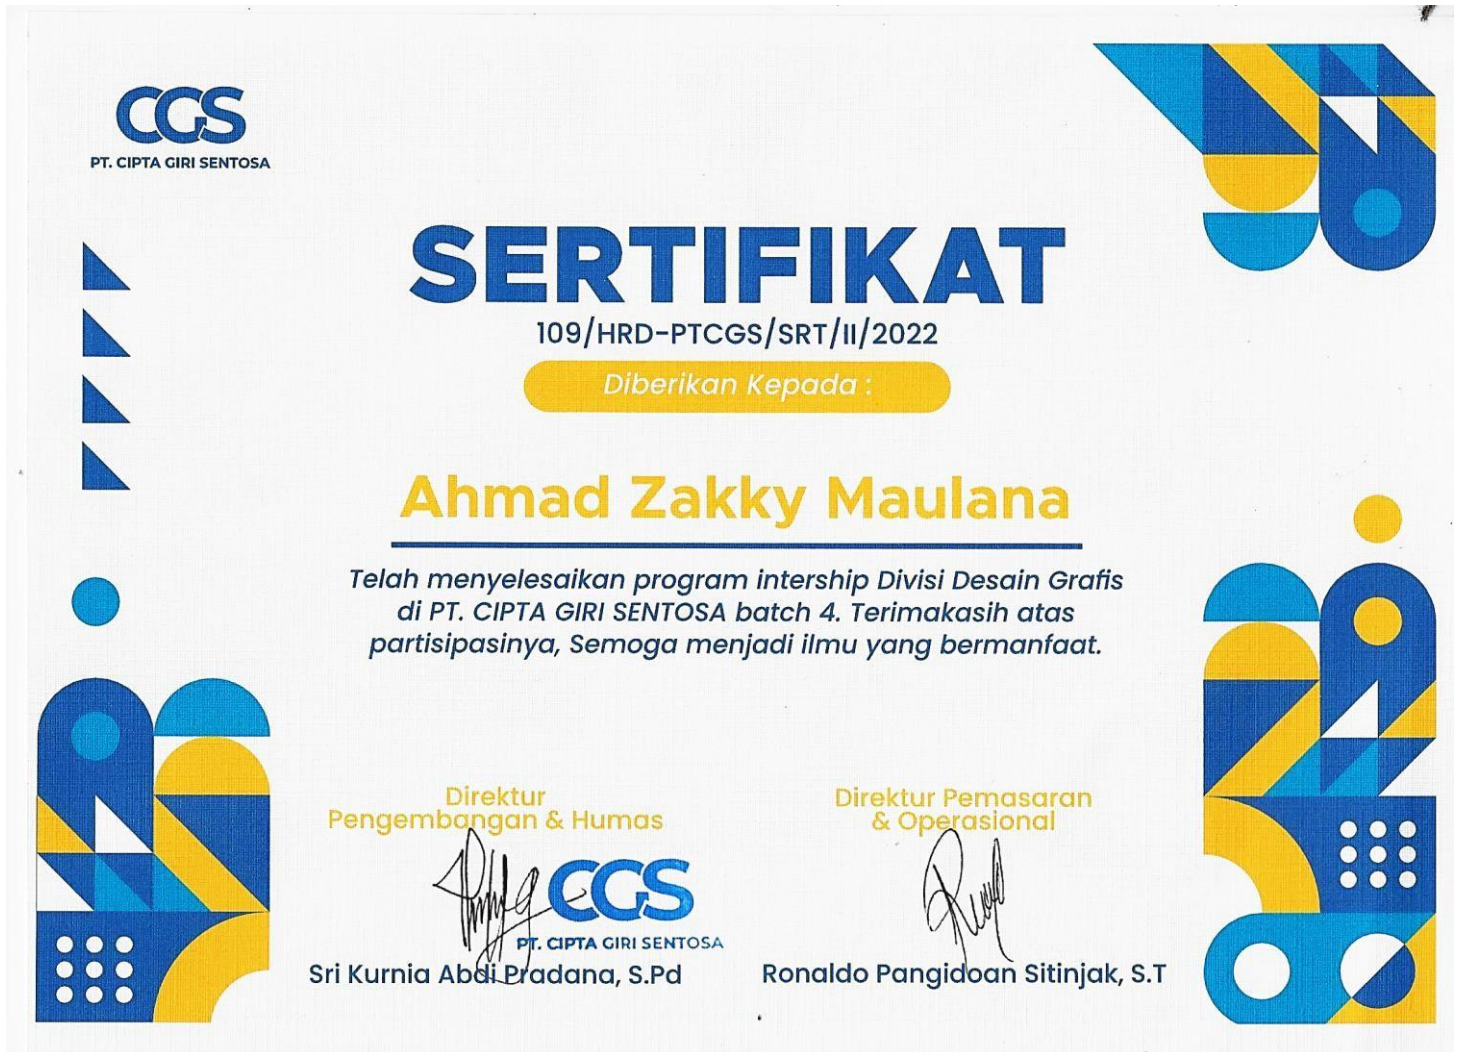 CGS
PT. CIPTA GIRI SENTOSA
SERTIFIKAT
109/HRD-PTCGS/SRT/II/2022
Diberikan Kepada :
Ahmad Zakky Maulana
Telah menyelesaikan program intership Divisi Desain Grafis
di PT. CIPTA GIRI SENTOSA batch 4. Terimakasih atas
partisipasinya, Semoga menjadi ilmu yang bermanfaat.
Direktur
Pengembangan & Humas
CGS
PT. CIPTA GIRI SENTOSA
Sri Kurnia Abdi Pradana, S.Pd
Direktur Pemasaran
& Operasional
Ronaldo Pangidoan Sitinjak, S.T